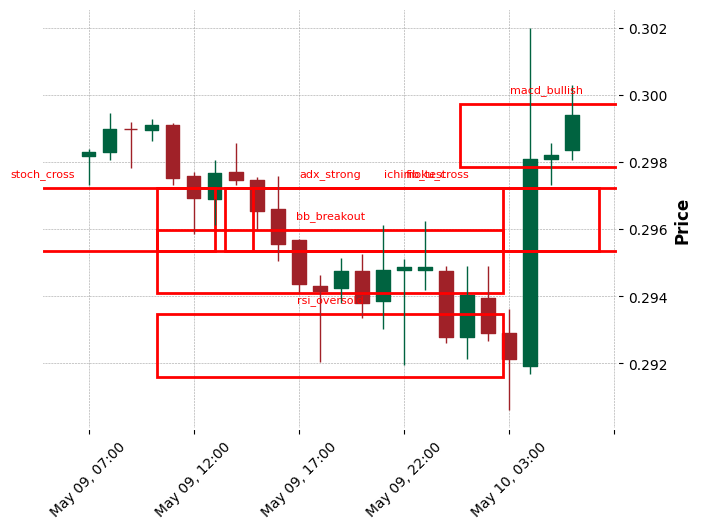 macd_bullish
stoch_cross
adx_strong
bb_breakout
0.302
0.300
0.298
0.296
0.294
0.292
Price
May 09, 07:00
May 09, 12:00
May 09, 17:00
May 09, 22:00
May 10, 03:00